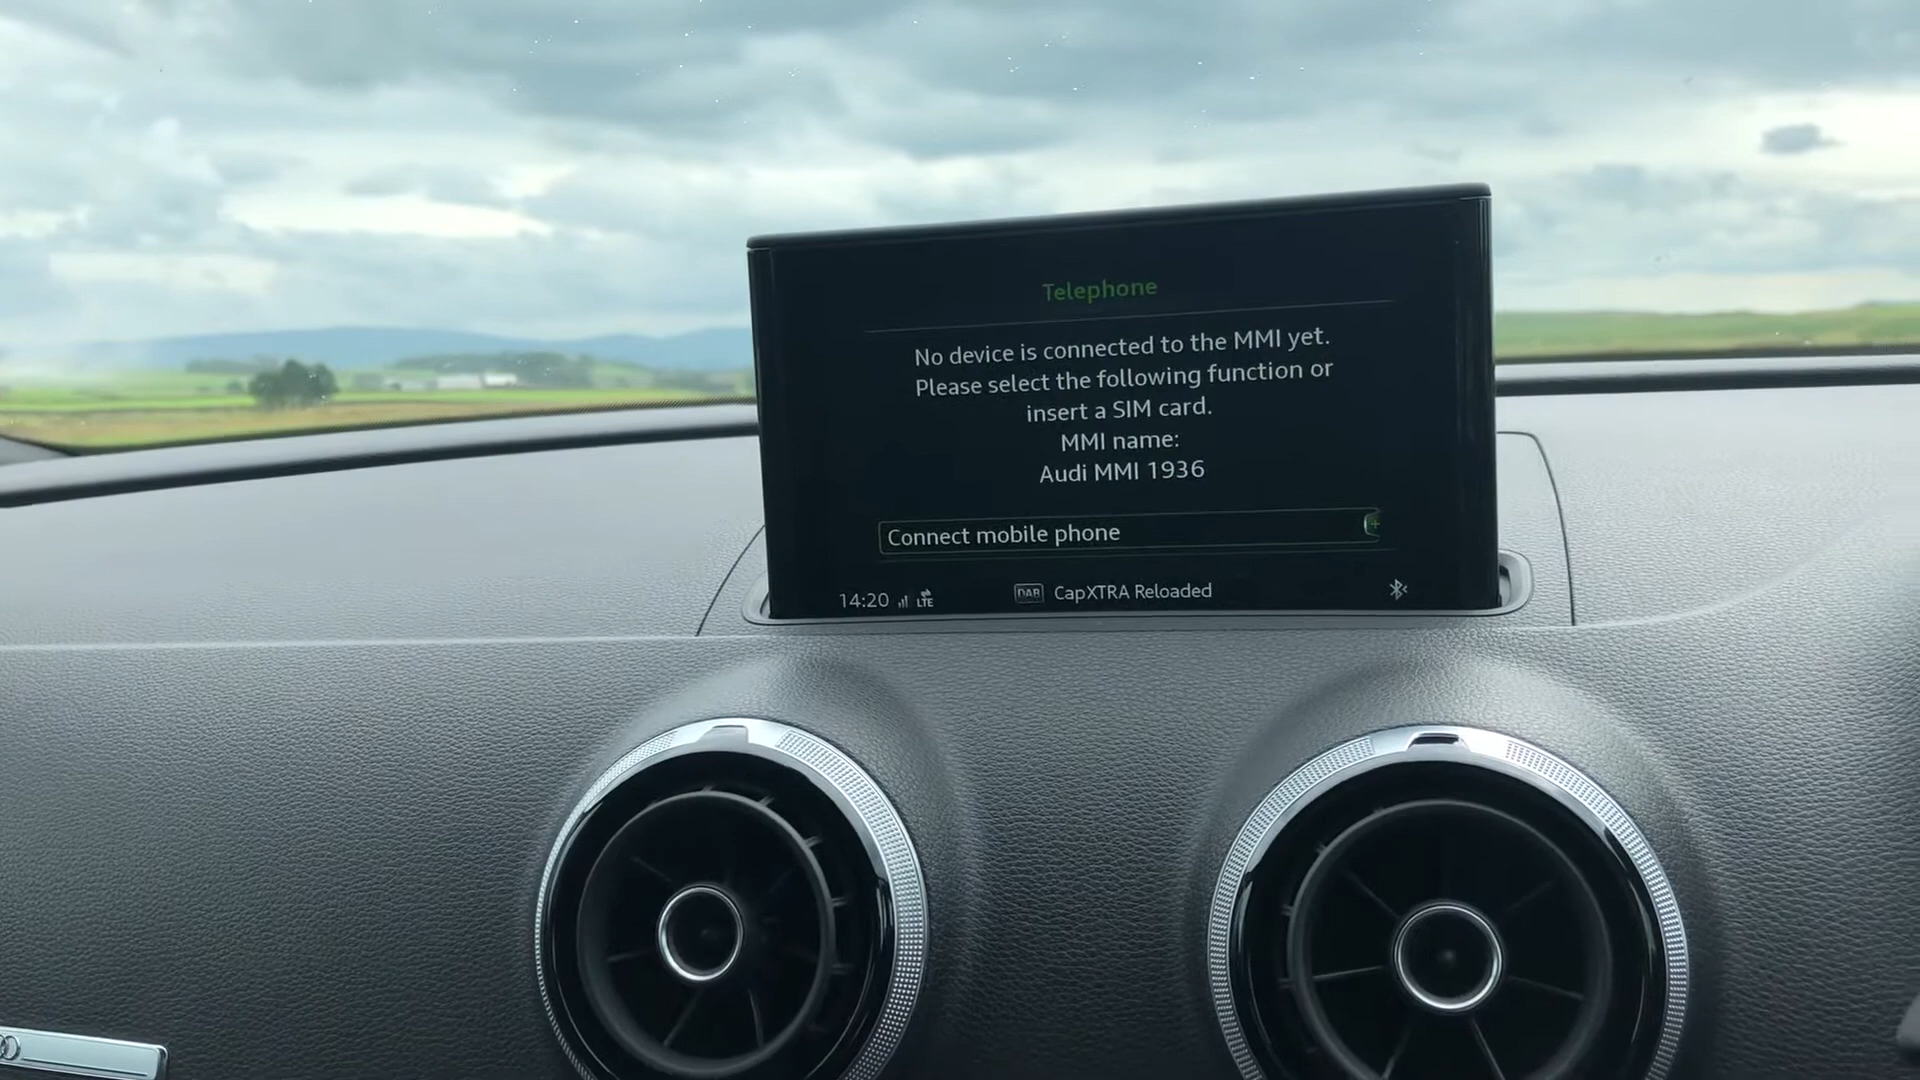 Telephone
No device is connected to the MMI yet.
Please select the following function or
insert a SIM card.
MMI name:
Audi MMI 1936
Connect mobile phone
14:20 LTE DAB CapXTRA Reloaded